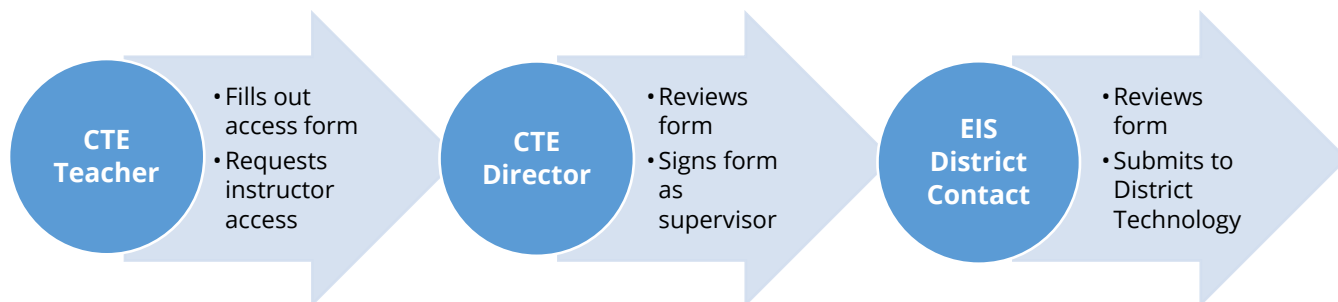 CTE
Teacher
• Fills out
access form
• Requests
instructor
access
CTE
Director
• Reviews
form
• Signs form
as
supervisor
EIS
District
Contact
• Reviews
form
• Submits to
District
Technology